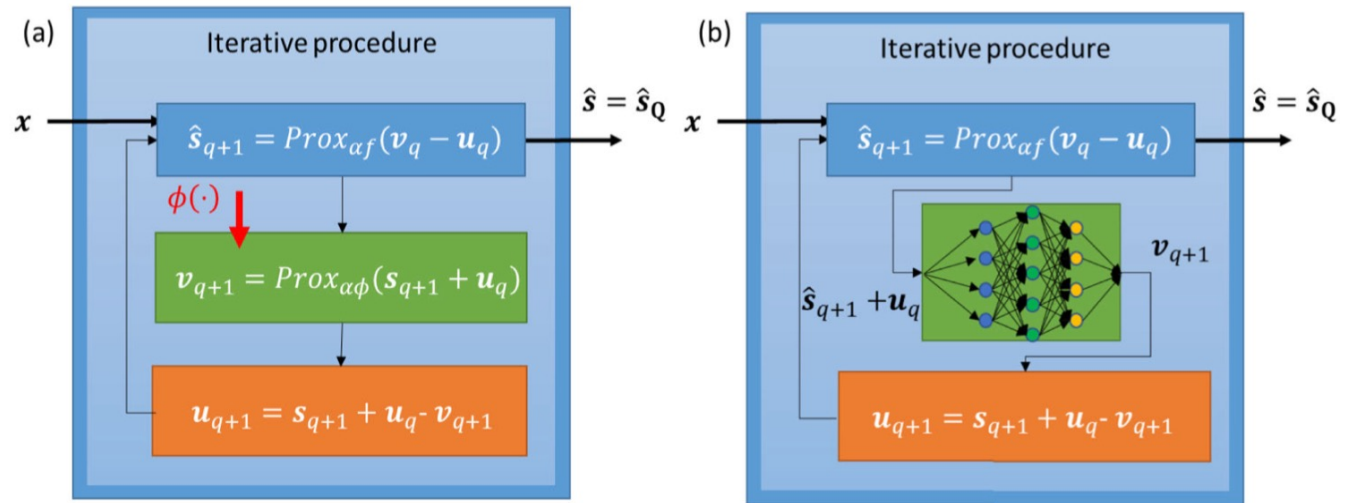 (a)
Iterative procedure
x
ŝ_{q+1} = Prox_{αf}(v_q − u_q)
ŝ = ŝ_Q
ϕ(·)
v_{q+1} = Prox_{αϕ}(s_{q+1} + u_q)
u_{q+1} = s_{q+1} + u_q- v_{q+1}
(b)
Iterative procedure
x
ŝ_{q+1} = Prox_{αf}(v_q − u_q)
ŝ = ŝ_Q
v_{q+1}
ŝ_{q+1} +u_q
u_{q+1} = s_{q+1} + u_q- v_{q+1}